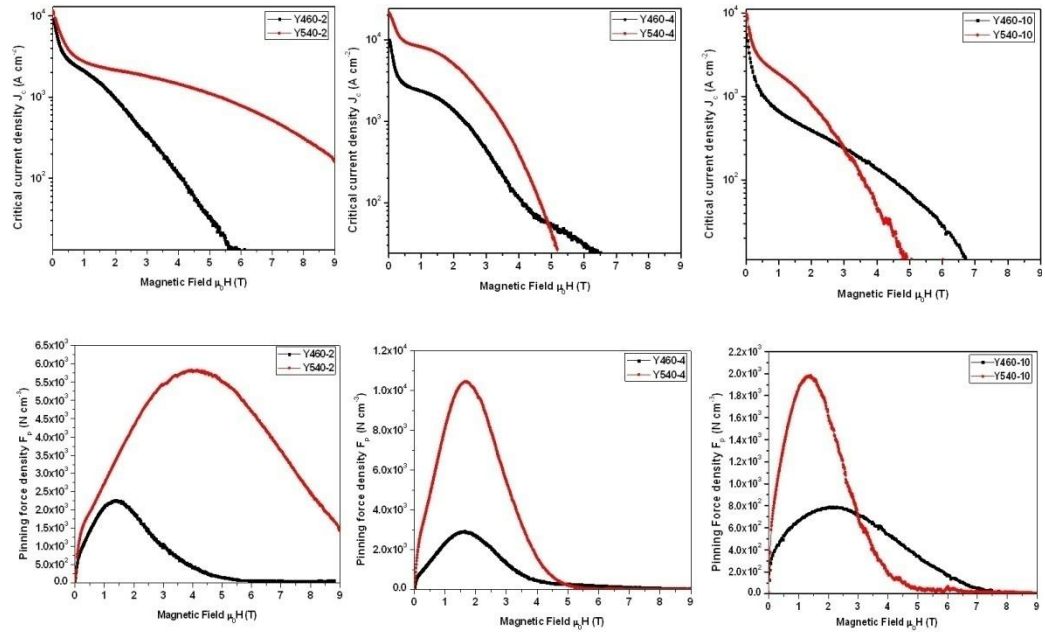 Y460-2
Y540-2
10⁴
10³
10²
Critical current density J_c (A cm⁻²)
0 1 2 3 4 5 6 7 8 9
Magnetic Field μ₀H (T)
Y460-4
Y540-4
10⁴
10³
10²
Critical current density J_c (A cm⁻²)
0 1 2 3 4 5 6 7 8 9
Magnetic Field μ₀H (T)
Y460-10
Y540-10
10⁴
10³
10²
10¹
Critical current density J_c (A cm⁻²)
0 1 2 3 4 5 6 7 8 9
Magnetic Field μ₀H (T)
Y460-2
Y540-2
6.5x10³
6.0x10³
5.5x10³
5.0x10³
4.5x10³
4.0x10³
3.5x10³
3.0x10³
2.5x10³
2.0x10³
1.5x10³
1.0x10³
5.0x10²
0.0
Pinning force density F_p (N cm⁻³)
0 1 2 3 4 5 6 7 8 9
Magnetic Field μ₀H (T)
Y460-4
Y540-4
1.2x10⁴
1.0x10⁴
8.0x10³
6.0x10³
4.0x10³
2.0x10³
0.0
Pinning force density F_p (N cm⁻³)
0 1 2 3 4 5 6 7 8 9
Magnetic Field μ₀H (T)
Y460-10
Y540-10
2.2x10³
2.0x10³
1.8x10³
1.6x10³
1.4x10³
1.2x10³
1.0x10³
8.0x10²
6.0x10²
4.0x10²
2.0x10²
0.0
Pinning Force density F_p (N cm⁻³)
0 1 2 3 4 5 6 7 8 9
Magnetic Field μ₀H (T)